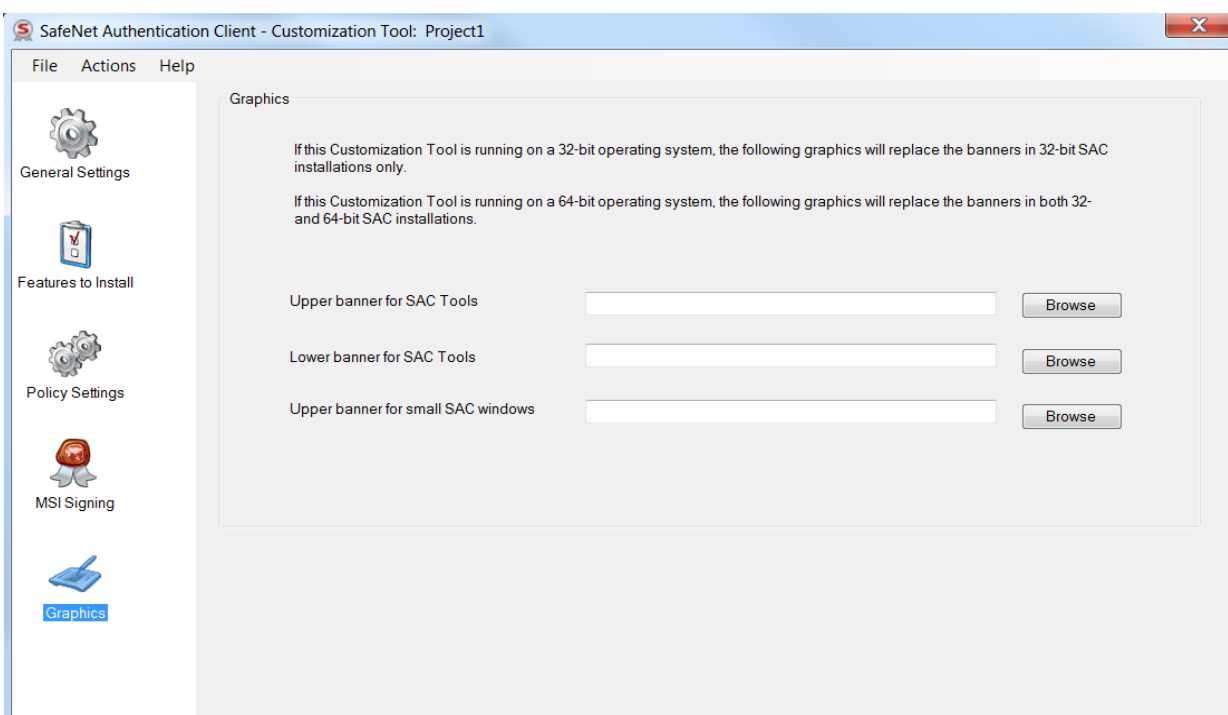 SafeNet Authentication Client - Customization Tool: Project1
File Actions Help
General Settings
Features to Install
Policy Settings
MSI Signing
Graphics
Graphics
If this Customization Tool is running on a 32-bit operating system, the following graphics will replace the banners in 32-bit SAC
installations only.
If this Customization Tool is running on a 64-bit operating system, the following graphics will replace the banners in both 32-
and 64-bit SAC installations.
Upper banner for SAC Tools Browse
Lower banner for SAC Tools Browse
Upper banner for small SAC windows Browse